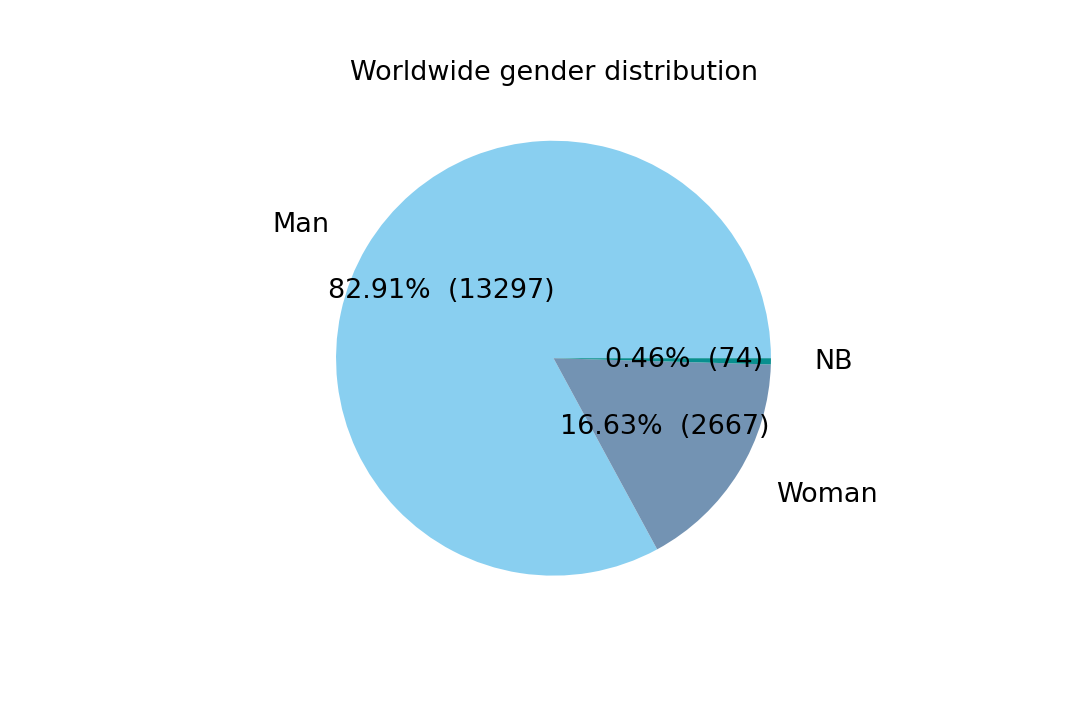 Worldwide gender distribution
Man
82.91%  (13297)
0.46%  (74)
NB
16.63%  (2667)
Woman